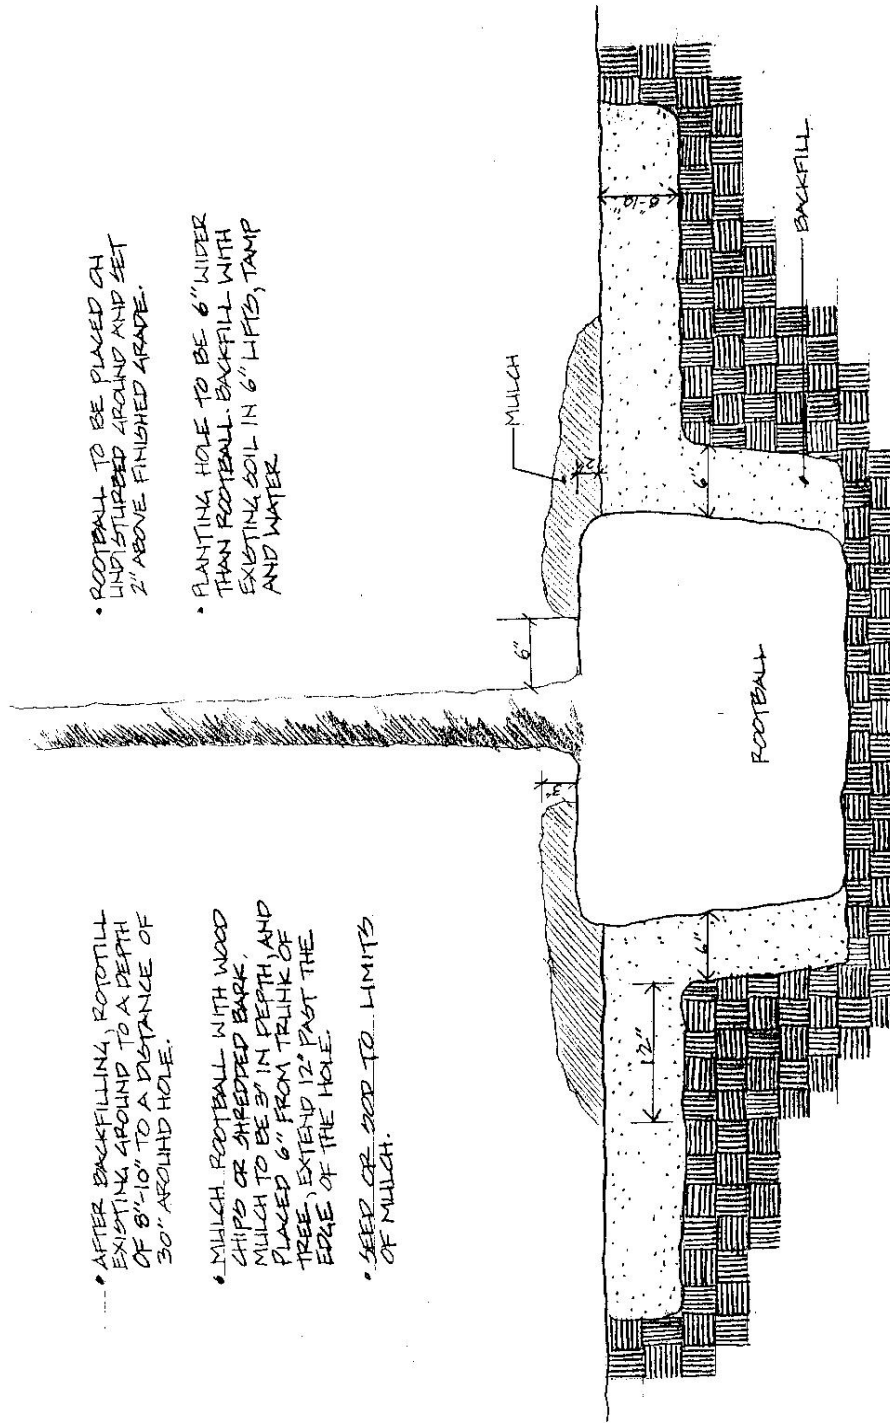 • AFTER BACKFILLING, ROTOTILL
EXISTING GROUND TO A DEPTH
OF 8"-10" TO A DISTANCE OF
30" AROUND HOLE.
• MULCH ROOTBALL WITH WOOD
CHIPS OR SHREDDED BARK.
MULCH TO BE 3" IN DEPTH, AND
PLACED 6" FROM TRUNK OF
TREE, EXTEND 12" PAST THE
EDGE OF THE HOLE.
• SEED OR SOD TO LIMITS
OF MULCH.
• ROOTBALL TO BE PLACED ON
UNDISTURBED GROUND AND SET
2" ABOVE FINISHED GRADE.
• PLANTING HOLE TO BE 6" WIDER
THAN ROOTBALL. BACKFILL WITH
EXISTING SOIL IN 6" LIFTS, TAMP
AND WATER
3"
6"
MULCH
2"
12"
6"
ROOTBALL
6"
8-10"
BACKFILL